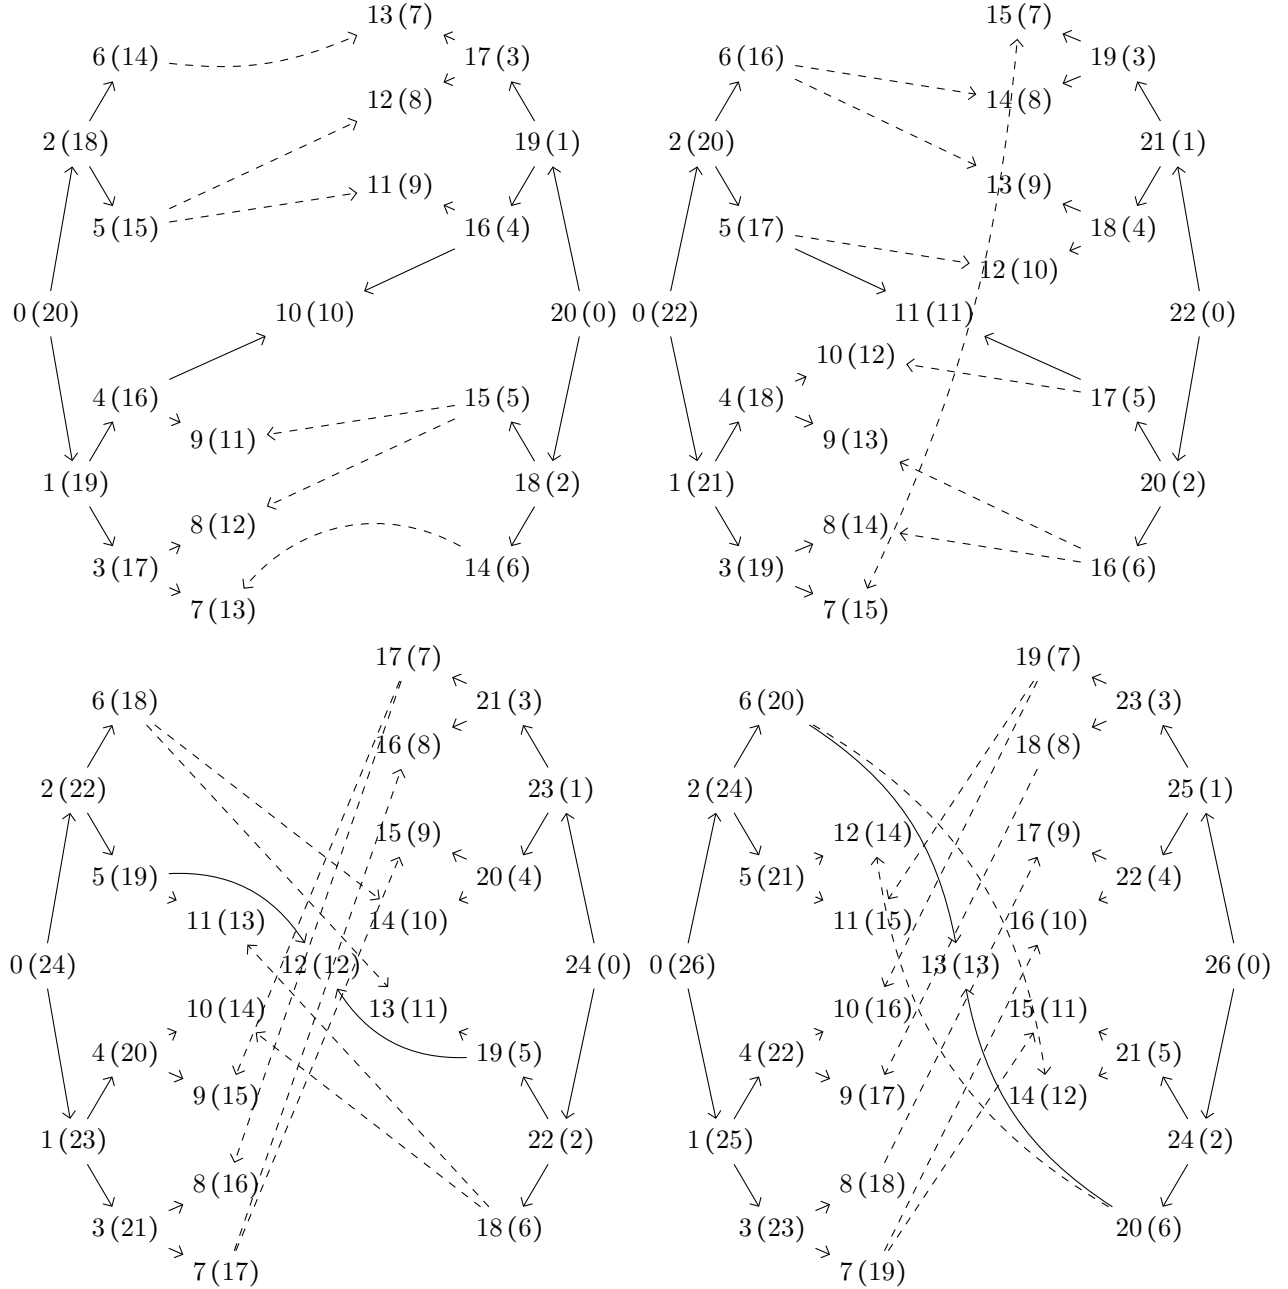 13 (7)
6 (14) 17 (3)
12 (8)
2 (18) 19 (1)
11 (9)
5 (15) 16 (4)
0 (20) 10 (10) 20 (0)
4 (16) 15 (5)
9 (11)
1 (19) 18 (2)
8 (12)
3 (17) 14 (6)
7 (13)
15 (7)
6 (16) 19 (3)
14 (8)
2 (20) 21 (1)
13 (9)
5 (17) 18 (4)
12 (10)
0 (22) 11 (11) 22 (0)
10 (12)
4 (18) 17 (5)
9 (13)
1 (21) 20 (2)
8 (14)
3 (19) 16 (6)
7 (15)
17 (7)
6 (18) 21 (3)
16 (8)
2 (22) 23 (1)
15 (9)
5 (19) 20 (4)
11 (13) 14 (10)
0 (24) 12 (12) 24 (0)
10 (14) 13 (11)
4 (20) 19 (5)
9 (15)
1 (23) 22 (2)
8 (16)
3 (21) 18 (6)
7 (17)
19 (7)
6 (20) 23 (3)
18 (8)
2 (24) 25 (1)
12 (14) 17 (9)
5 (21) 22 (4)
11 (15) 16 (10)
0 (26) 13 (13) 26 (0)
10 (16) 15 (11)
4 (22) 21 (5)
9 (17) 14 (12)
1 (25) 24 (2)
8 (18)
3 (23) 20 (6)
7 (19)